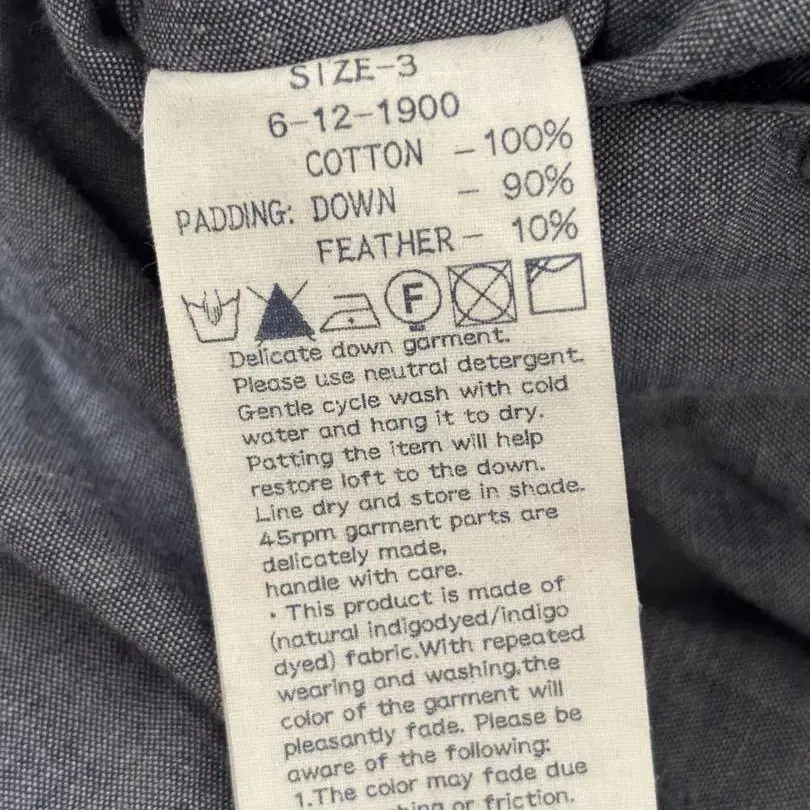 SIZE-3
6-12-1900
COTTON - 100%
PADDING: DOWN - 90%
FEATHER - 10%
F
Delicate down garment.
Please use neutral detergent.
Gentle cycle wash with cold
water and hang it to dry.
Patting the item will help
restore loft to the down.
Line dry and store in shade.
45rpm garment parts are
delicately made,
handle with care.
· This product is made of
(natural indigodyed/indigo
dyed) fabric.With repeated
wearing and washing,the
color of the garment will
pleasantly fade. Please be
aware of the following:
1.The color may fade due
or friction.